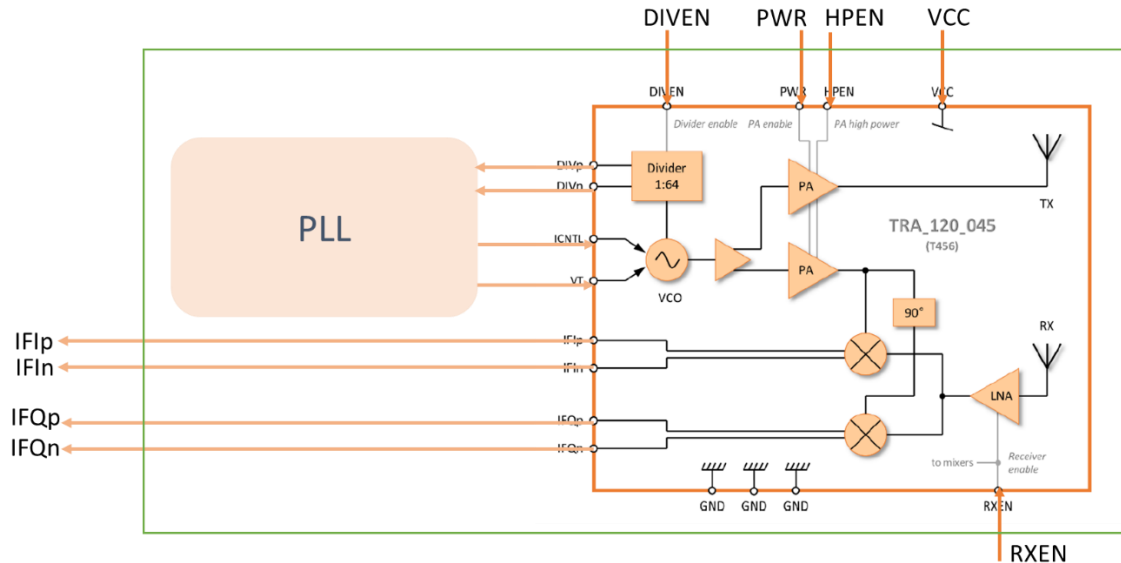 DIVEN
PWR
HPEN
VCC
DIVEN
PWR
HPEN
VCC
Divider enable
PA enable
PA high power
DIVp
DIVn
Divider
1:64
PA
TX
PLL
TRA_120_045
(T456)
ICNTL
VT
VCO
PA
90°
RX
IFIp
IFIp
IFIn
IFIn
LNA
IFQp
IFQp
IFQn
IFQn
to mixers
Receiver
enable
GND
GND
GND
RXEN
RXEN